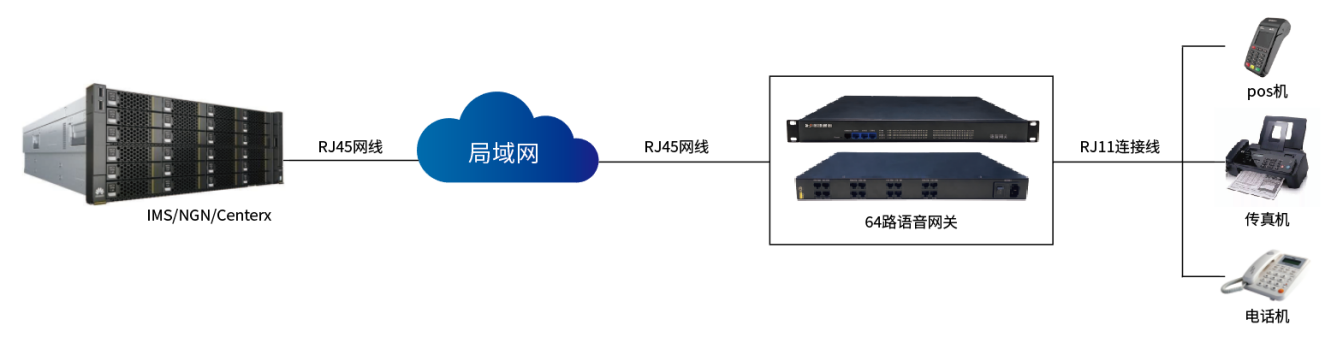 pos机
RJ45网线
局域网
RJ45网线
RJ11连接线
IMS/NGN/Centerx
64路语音网关
传真机
电话机